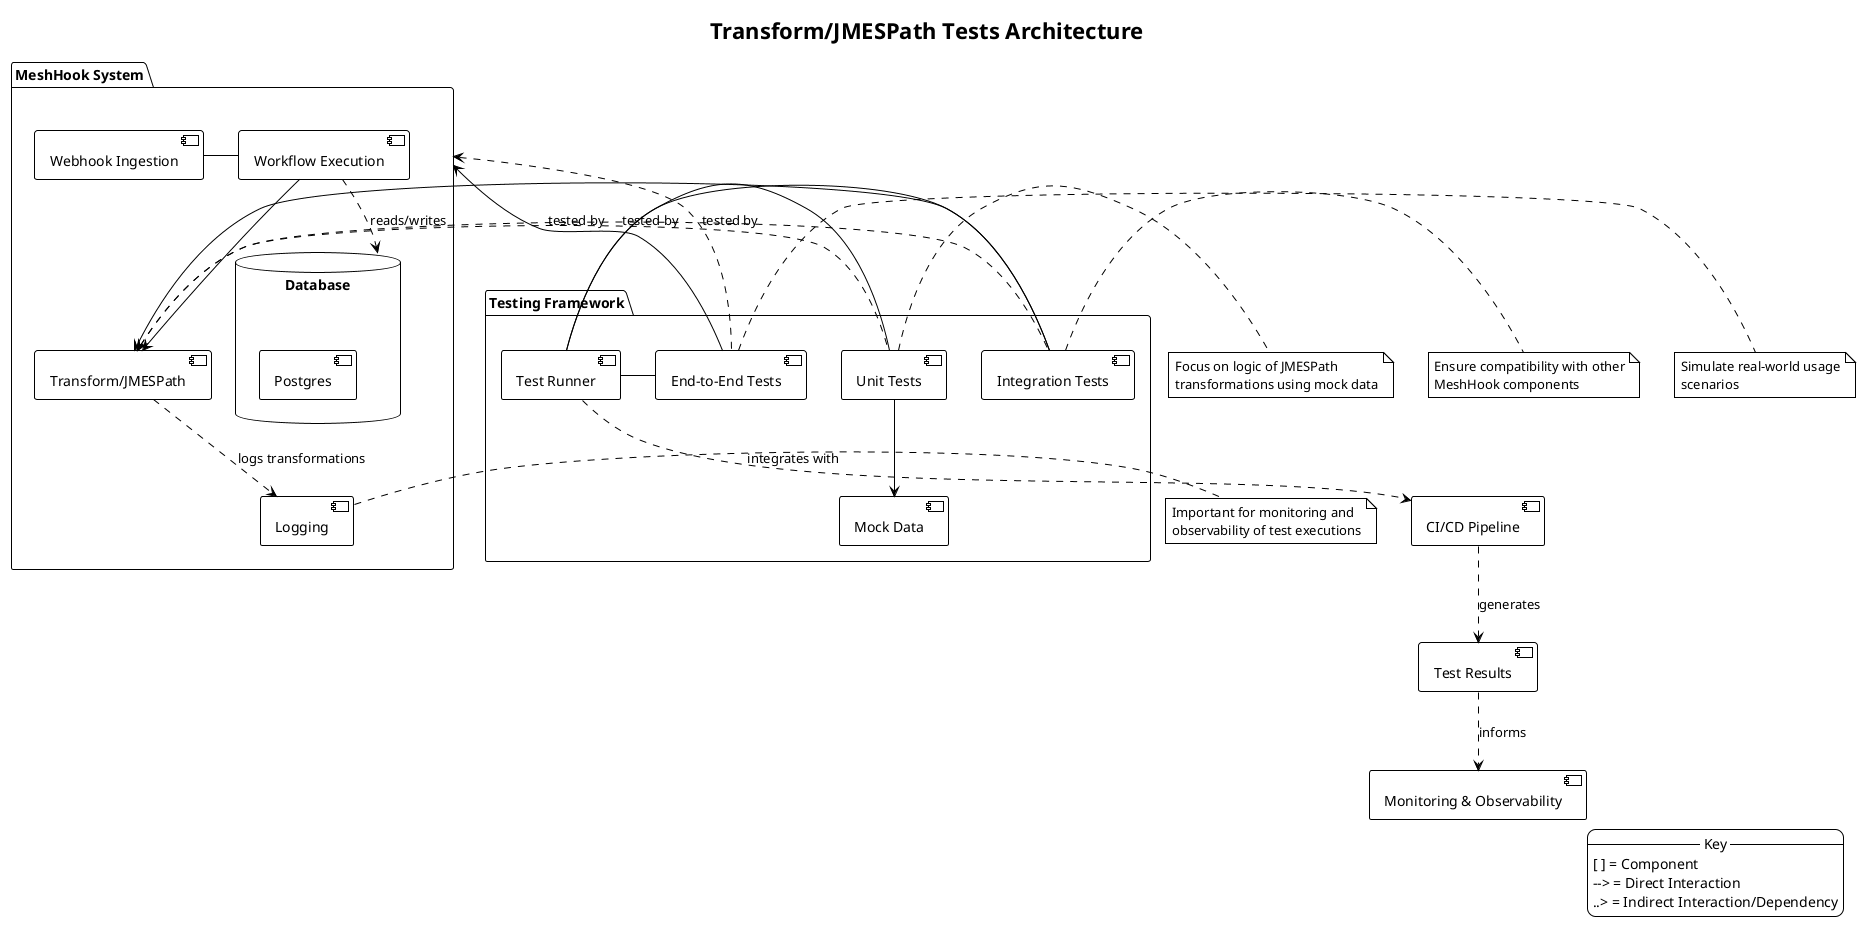 Transform/JMESPath Tests Architecture
MeshHook System
Webhook Ingestion
Workflow Execution
reads/writes
tested by
tested by
tested by
Database
Testing Framework
Transform/JMESPath
Postgres
Test Runner
End-to-End Tests
Unit Tests
Integration Tests
Focus on logic of JMESPath
transformations using mock data
Ensure compatibility with other
MeshHook components
Simulate real-world usage
scenarios
logs transformations
integrates with
Logging
Mock Data
Important for monitoring and
observability of test executions
CI/CD Pipeline
generates
Test Results
informs
Monitoring & Observability
Key
[ ] = Component
--> = Direct Interaction
..> = Indirect Interaction/Dependency